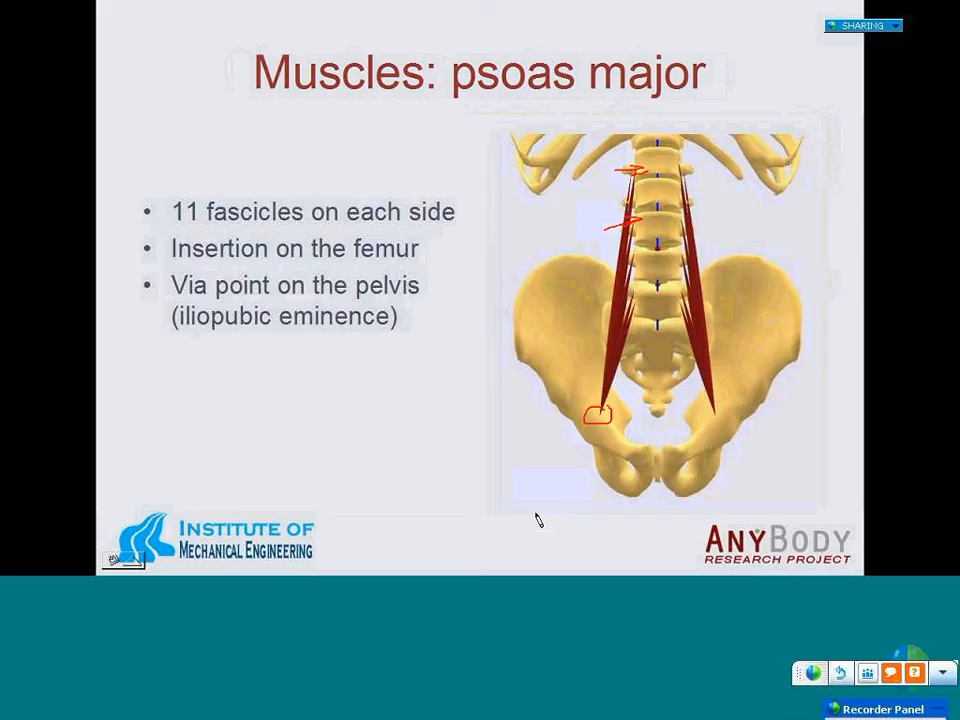 SHARING
Muscles: psoas major
• 11 fascicles on each side
• Insertion on the femur
• Via point on the pelvis
(iliopubic eminence)
INSTITUTE OF
MECHANICAL ENGINEERING
ANYBODY
RESEARCH PROJECT
?
Recorder Panel